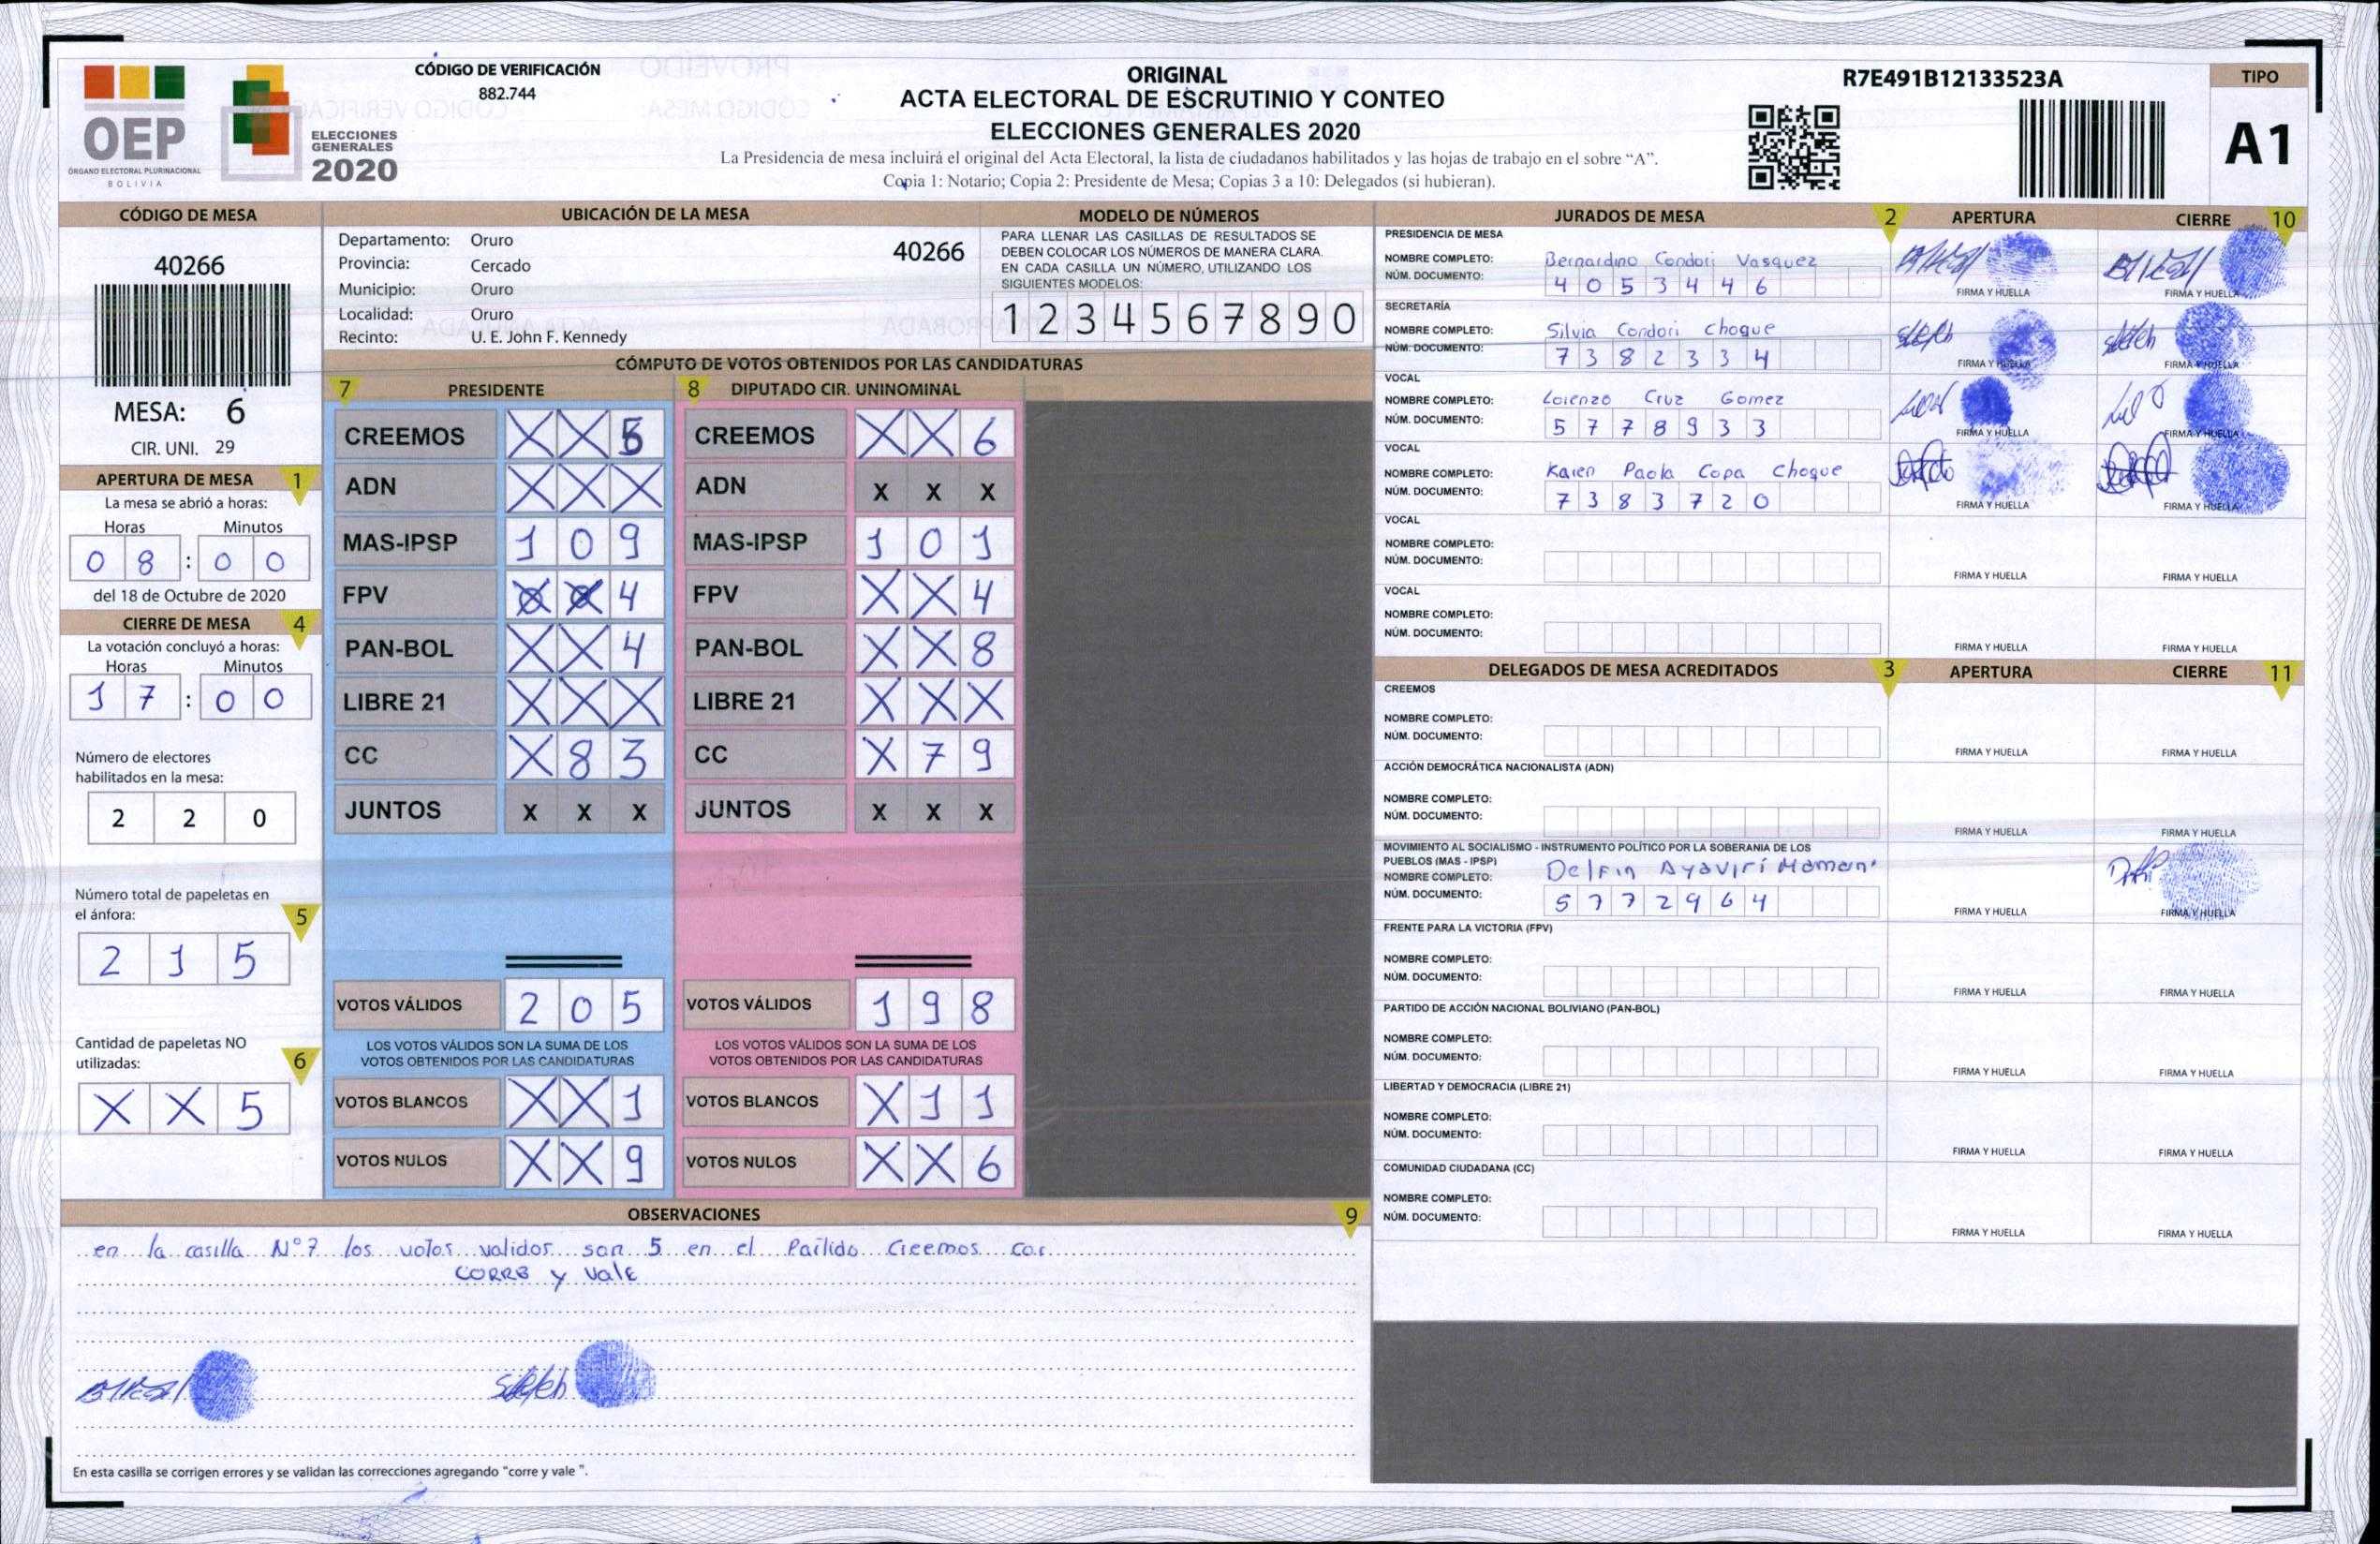 CÓDIGO DE VERIFICACIÓN
882.744
OEP
ÓRGANO ELECTORAL PLURINACIONAL
BOLIVIA
ELECCIONES
GENERALES
2020
ORIGINAL
ACTA ELECTORAL DE ESCRUTINIO Y CONTEO
ELECCIONES GENERALES 2020
La Presidencia de mesa incluirá el original del Acta Electoral, la lista de ciudadanos habilitados y las hojas de trabajo en el sobre “A”.
Copia 1: Notario; Copia 2: Presidente de Mesa; Copias 3 a 10: Delegados (si hubieran).
R7E491B12133523A
TIPO
A1
CÓDIGO DE MESA
40266
MESA: 6
CIR. UNI. 29
APERTURA DE MESA 1
La mesa se abrió a horas:
Horas Minutos
0 8 : 0 0
del 18 de Octubre de 2020
CIERRE DE MESA 4
La votación concluyó a horas:
Horas Minutos
1 7 : 0 0
Número de electores
habilitados en la mesa:
2 2 0
Número total de papeletas en
el ánfora: 5
2 1 5
Cantidad de papeletas NO
utilizadas: 6
X X 5
UBICACIÓN DE LA MESA
Departamento: Oruro
40266
Provincia: Cercado
Municipio: Oruro
Localidad: Oruro
Recinto: U. E. John F. Kennedy
MODELO DE NÚMEROS
PARA LLENAR LAS CASILLAS DE RESULTADOS SE
DEBEN COLOCAR LOS NÚMEROS DE MANERA CLARA.
EN CADA CASILLA UN NÚMERO, UTILIZANDO LOS
SIGUIENTES MODELOS:
1 2 3 4 5 6 7 8 9 0
CÓMPUTO DE VOTOS OBTENIDOS POR LAS CANDIDATURAS
7 PRESIDENTE
CREEMOS X X 5
ADN X X X
MAS-IPSP 1 0 9
FPV X X 4
PAN-BOL X X 4
LIBRE 21 X X X
CC X 8 3
JUNTOS X X X
VOTOS VÁLIDOS 2 0 5
LOS VOTOS VÁLIDOS SON LA SUMA DE LOS
VOTOS OBTENIDOS POR LAS CANDIDATURAS
VOTOS BLANCOS X X 1
VOTOS NULOS X X 9
8 DIPUTADO CIR. UNINOMINAL
CREEMOS X X 6
ADN X X X
MAS-IPSP 1 0 1
FPV X X 4
PAN-BOL X X 8
LIBRE 21 X X X
CC X 7 9
JUNTOS X X X
VOTOS VÁLIDOS 1 9 8
LOS VOTOS VÁLIDOS SON LA SUMA DE LOS
VOTOS OBTENIDOS POR LAS CANDIDATURAS
VOTOS BLANCOS X 1 1
VOTOS NULOS X X 6
OBSERVACIONES 9
en la casilla N°7 los votos validos son 5 en el Partido Creemos cor
CORRE y Vale
En esta casilla se corrigen errores y se validan las correcciones agregando "corre y vale ".
JURADOS DE MESA 2 APERTURA CIERRE 10
PRESIDENCIA DE MESA
NOMBRE COMPLETO: Bernardino Condori Vasquez
NÚM. DOCUMENTO: 4 0 5 3 4 4 6
FIRMA Y HUELLA FIRMA Y HUELLA
SECRETARÍA
NOMBRE COMPLETO: Silvia Condori choque
NÚM. DOCUMENTO: 7 3 8 2 3 3 4
FIRMA Y HUELLA FIRMA Y HUELLA
VOCAL
NOMBRE COMPLETO: Lorenzo Cruz Gomez
NÚM. DOCUMENTO: 5 7 7 8 9 3 3
FIRMA Y HUELLA FIRMA Y HUELLA
VOCAL
NOMBRE COMPLETO: Karen Paola Copa Choque
NÚM. DOCUMENTO: 7 3 8 3 7 2 0
FIRMA Y HUELLA FIRMA Y HUELLA
VOCAL
NOMBRE COMPLETO:
NÚM. DOCUMENTO:
FIRMA Y HUELLA FIRMA Y HUELLA
VOCAL
NOMBRE COMPLETO:
NÚM. DOCUMENTO:
FIRMA Y HUELLA FIRMA Y HUELLA
DELEGADOS DE MESA ACREDITADOS 3 APERTURA CIERRE 11
CREEMOS
NOMBRE COMPLETO:
NÚM. DOCUMENTO:
FIRMA Y HUELLA FIRMA Y HUELLA
ACCIÓN DEMOCRÁTICA NACIONALISTA (ADN)
NOMBRE COMPLETO:
NÚM. DOCUMENTO:
FIRMA Y HUELLA FIRMA Y HUELLA
MOVIMIENTO AL SOCIALISMO - INSTRUMENTO POLÍTICO POR LA SOBERANIA DE LOS
PUEBLOS (MAS - IPSP)
NOMBRE COMPLETO: Delfin Ayaviri Mamani
NÚM. DOCUMENTO: 5 7 7 2 9 6 4
FIRMA Y HUELLA FIRMA Y HUELLA
FRENTE PARA LA VICTORIA (FPV)
NOMBRE COMPLETO:
NÚM. DOCUMENTO:
FIRMA Y HUELLA FIRMA Y HUELLA
PARTIDO DE ACCIÓN NACIONAL BOLIVIANO (PAN-BOL)
NOMBRE COMPLETO:
NÚM. DOCUMENTO:
FIRMA Y HUELLA FIRMA Y HUELLA
LIBERTAD Y DEMOCRACIA (LIBRE 21)
NOMBRE COMPLETO:
NÚM. DOCUMENTO:
FIRMA Y HUELLA FIRMA Y HUELLA
COMUNIDAD CIUDADANA (CC)
NOMBRE COMPLETO:
NÚM. DOCUMENTO:
FIRMA Y HUELLA FIRMA Y HUELLA